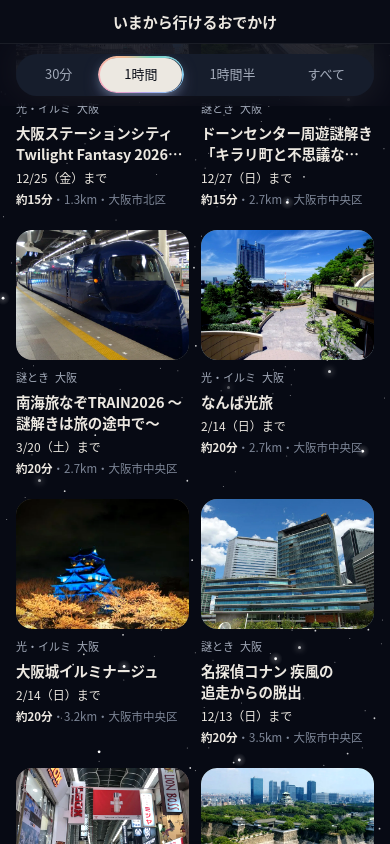 いまから行けるおでかけ
30分
1時間
1時間半
すべて
光・イルミ 大阪
大阪ステーションシティ
Twilight Fantasy 2026…
12/25（金）まで
約15分・1.3km・大阪市北区
謎とき 大阪
ドーンセンター周遊謎解き
「キラリ町と不思議な…
12/27（日）まで
約15分・2.7km・大阪市中央区
謎とき 大阪
南海旅なぞTRAIN2026 〜
謎解きは旅の途中で〜
3/20（土）まで
約20分・2.7km・大阪市中央区
光・イルミ 大阪
なんば光旅
2/14（日）まで
約20分・2.7km・大阪市中央区
光・イルミ 大阪
大阪城イルミナージュ
2/14（日）まで
約20分・3.2km・大阪市中央区
謎とき 大阪
名探偵コナン 疾風の
追走からの脱出
12/13（日）まで
約20分・3.5km・大阪市中央区
LION BOSS